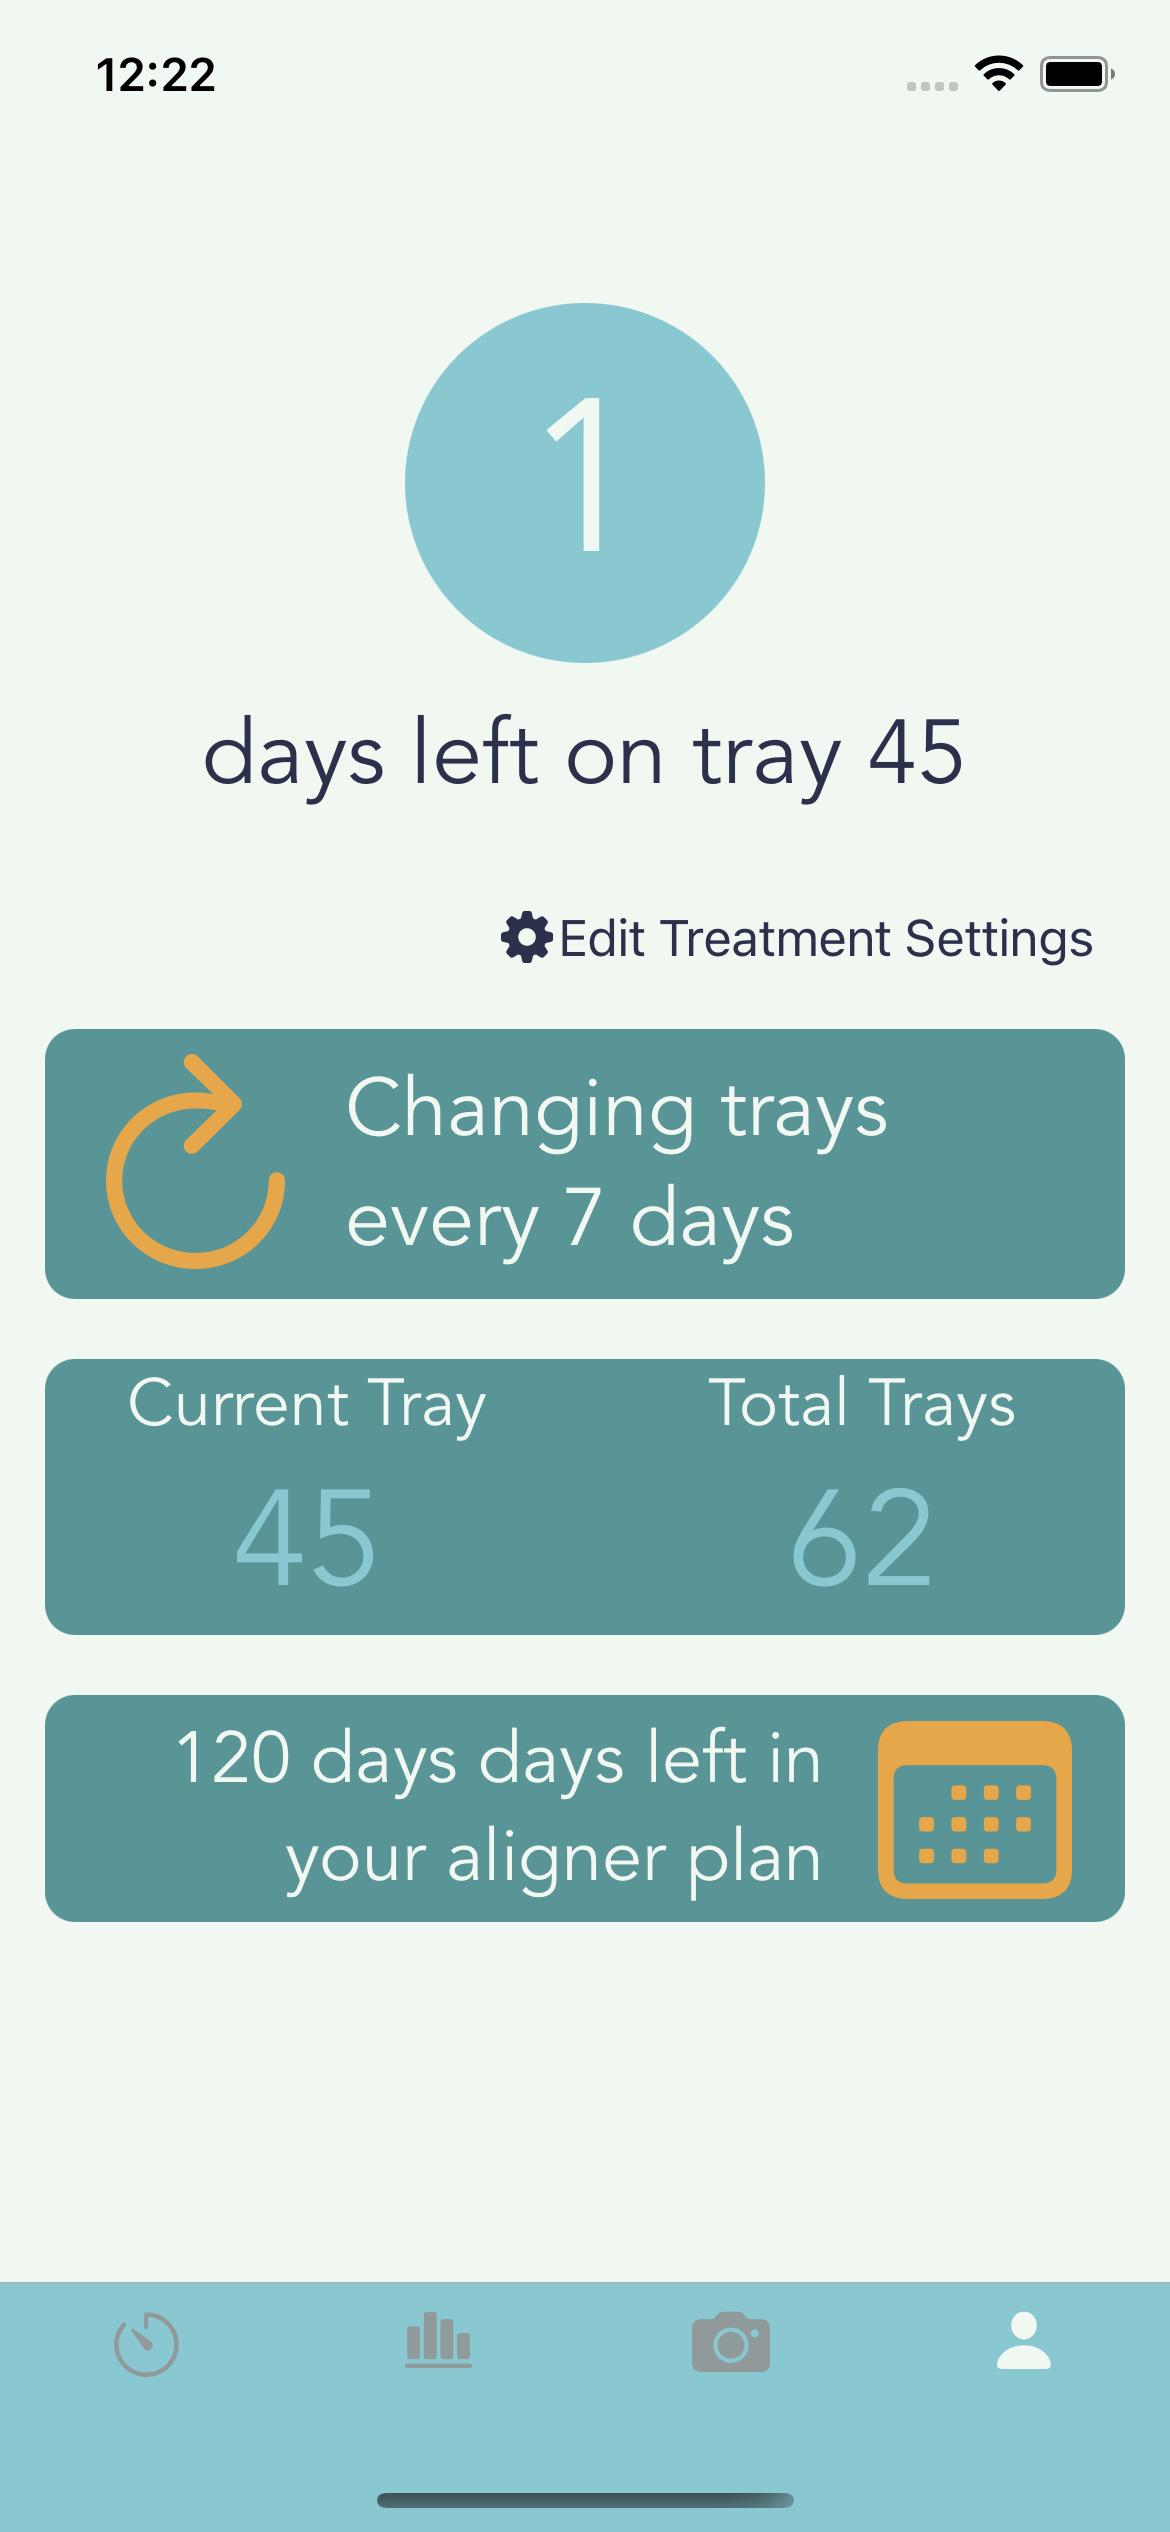 12:22
1
days left on tray 45
Edit Treatment Settings
Changing trays
every 7 days
Current Tray
Total Trays
45
62
120 days days left in
your aligner plan